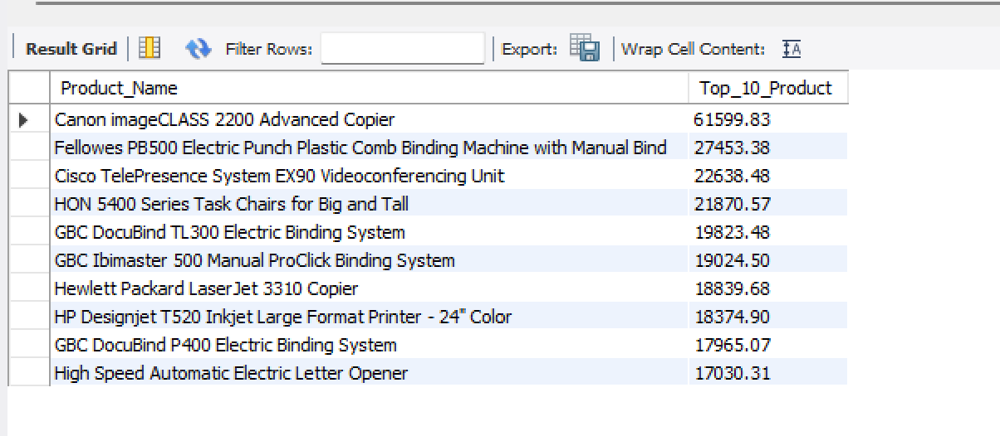 Result Grid Filter Rows: Export: Wrap Cell Content: IA
Product_Name Top_10_Product
Canon imageCLASS 2200 Advanced Copier 61599.83
Fellowes PB500 Electric Punch Plastic Comb Binding Machine with Manual Bind 27453.38
Cisco TelePresence System EX90 Videoconferencing Unit 22638.48
HON 5400 Series Task Chairs for Big and Tall 21870.57
GBC DocuBind TL300 Electric Binding System 19823.48
GBC Ibimaster 500 Manual ProClick Binding System 19024.50
Hewlett Packard LaserJet 3310 Copier 18839.68
HP Designjet T520 Inkjet Large Format Printer - 24" Color 18374.90
GBC DocuBind P400 Electric Binding System 17965.07
High Speed Automatic Electric Letter Opener 17030.31